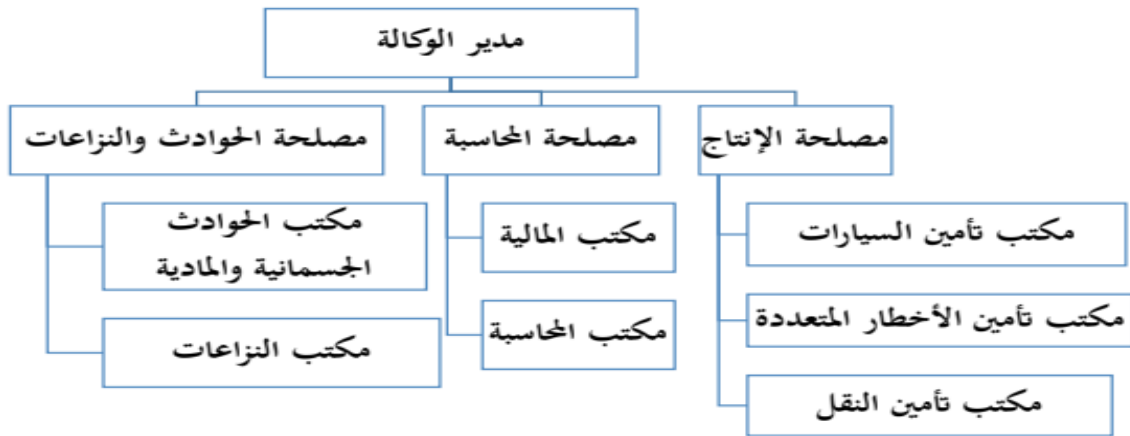 مدير الوكالة
مصلحة الإنتاج
مصلحة المحاسبة
مصلحة الحوادث والنزاعات
مكتب تأمين السيارات
مكتب تأمين الأخطار المتعددة
مكتب تأمين النقل
مكتب المالية
مكتب المحاسبة
مكتب الحوادث
الجسمانية والمادية
مكتب النزاعات